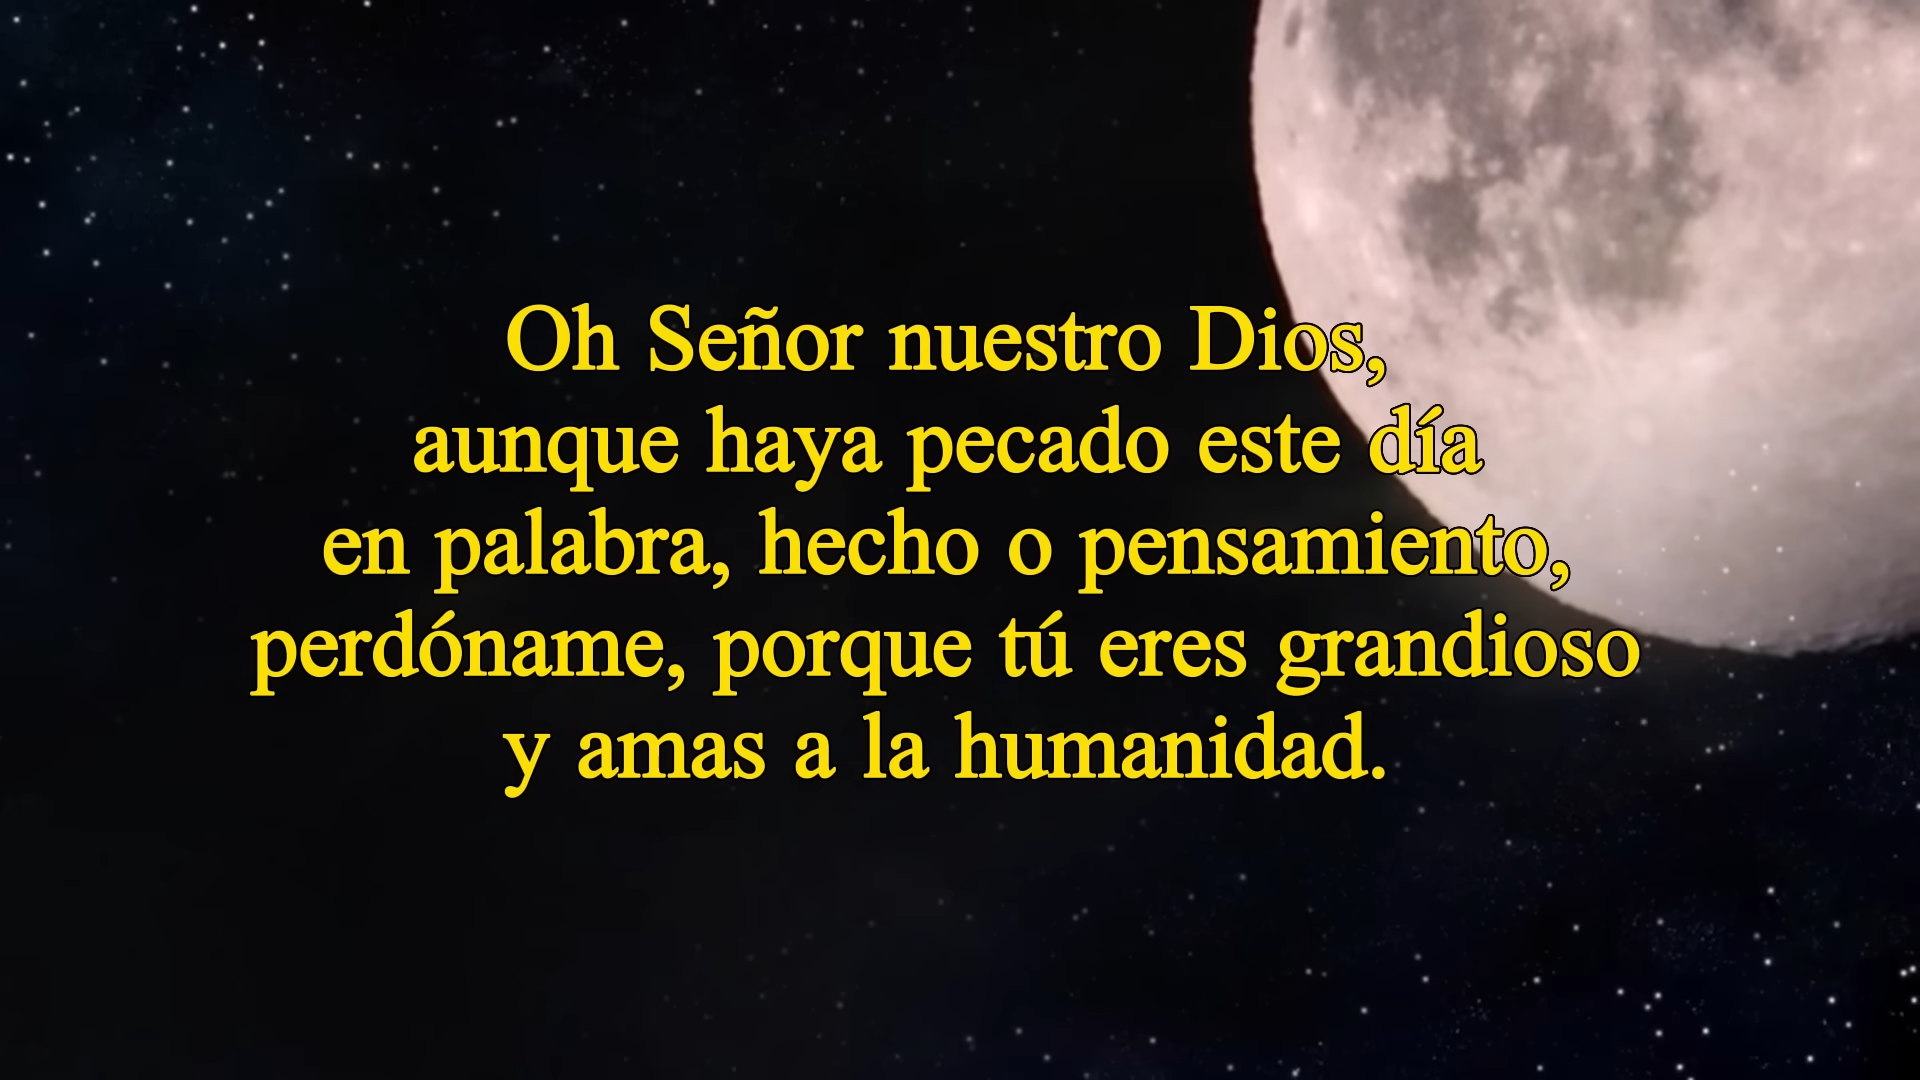 Oh Señor nuestro Dios,
aunque haya pecado este día
en palabra, hecho o pensamiento,
perdóname, porque tú eres grandioso
y amas a la humanidad.